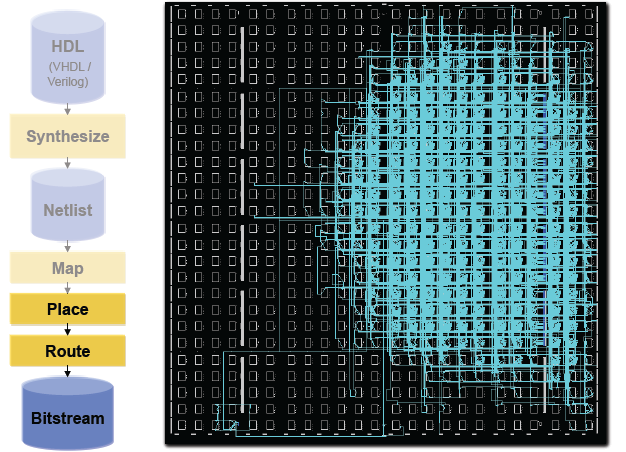 HDL
(VHDL /
Verilog)
Synthesize
Netlist
Map
Place
Route
Bitstream